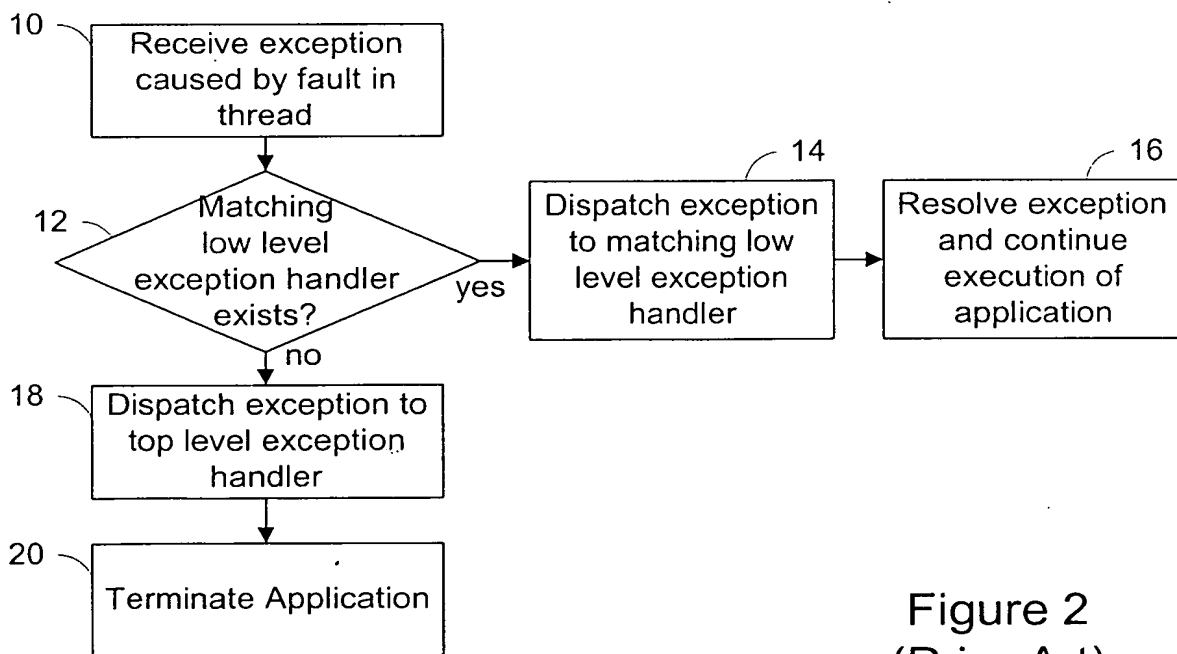 10
Receive exception
caused by fault in
thread
12
Matching
low level
exception handler
exists?
yes
no
14
Dispatch exception
to matching low
level exception
handler
16
Resolve exception
and continue
execution of
application
18
Dispatch exception to
top level exception
handler
20
Terminate Application
Figure 2
(Prior Art)